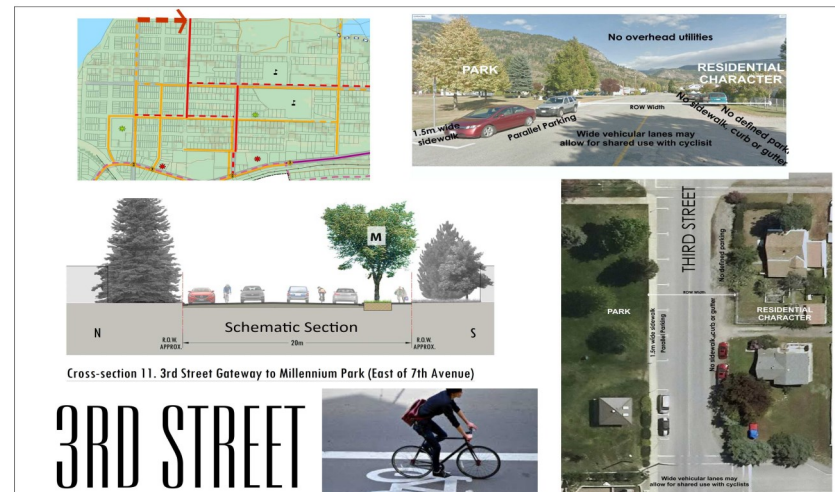 No overhead utilities
PARK
RESIDENTIAL
CHARACTER
ROW Width
1.5m wide
sidewalk
Parallel Parking
No defined park.
No sidewalk, curb or gutter
Wide vehicular lanes may
allow for shared use with cyclisit
M
N
Schematic Section
S
R.O.W.
APPROX.
20m
R.O.W.
APPROX.
Cross-section 11. 3rd Street Gateway to Millennium Park (East of 7th Avenue)
3RD STREET
THIRD STREET
No defined parking
ROW Width
PARK
1.5m wide sidewalk
Parallel Parking
No sidewalk, curb or gutter
RESIDENTIAL
CHARACTER
Wide vehicular lanes may
allow for shared use with cyclists